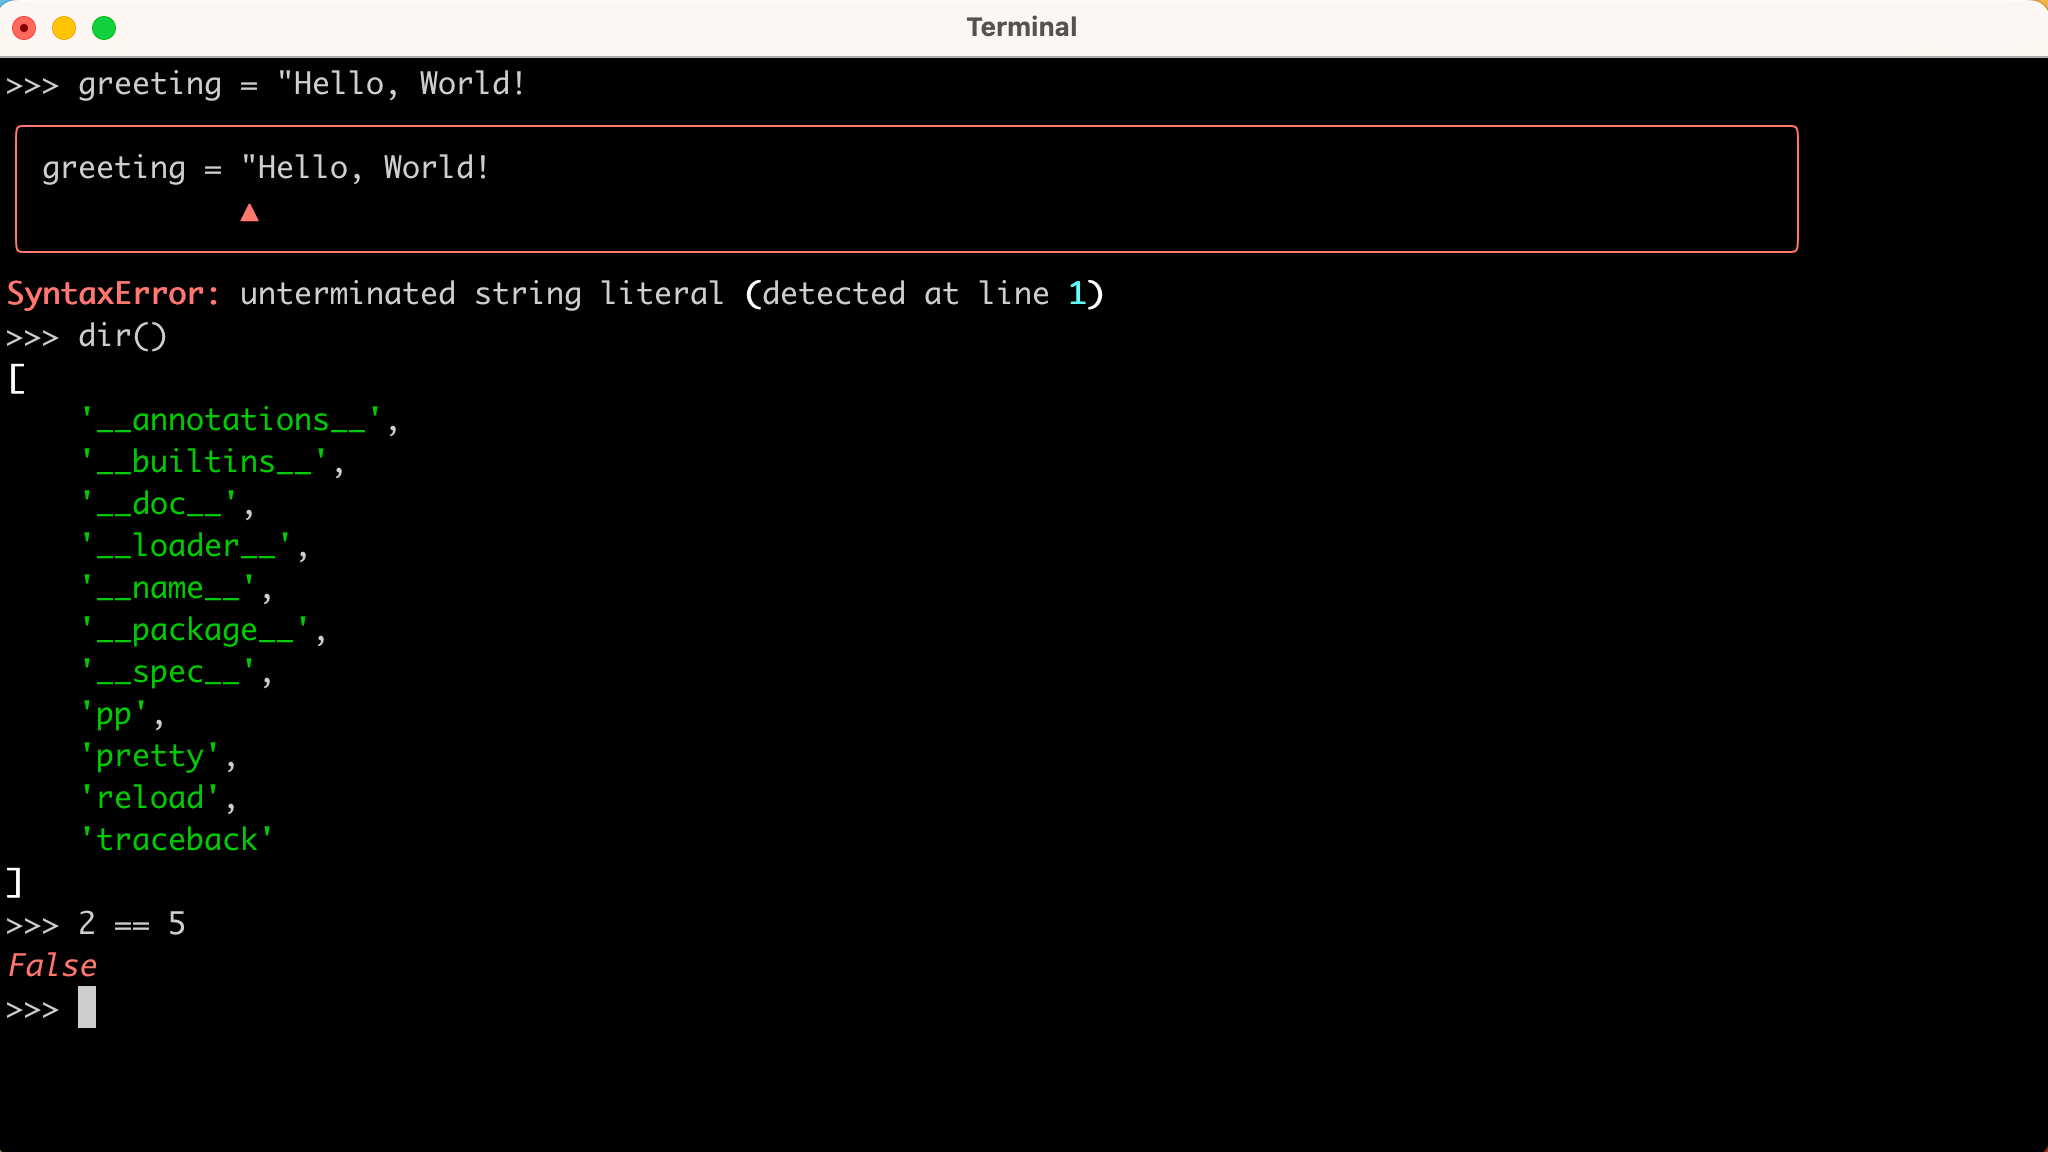 Terminal
>>> greeting = "Hello, World!
greeting = "Hello, World!
▲
SyntaxError: unterminated string literal (detected at line 1)
>>> dir()
[
    '__annotations__',
    '__builtins__',
    '__doc__',
    '__loader__',
    '__name__',
    '__package__',
    '__spec__',
    'pp',
    'pretty',
    'reload',
    'traceback'
]
>>> 2 == 5
False
>>>